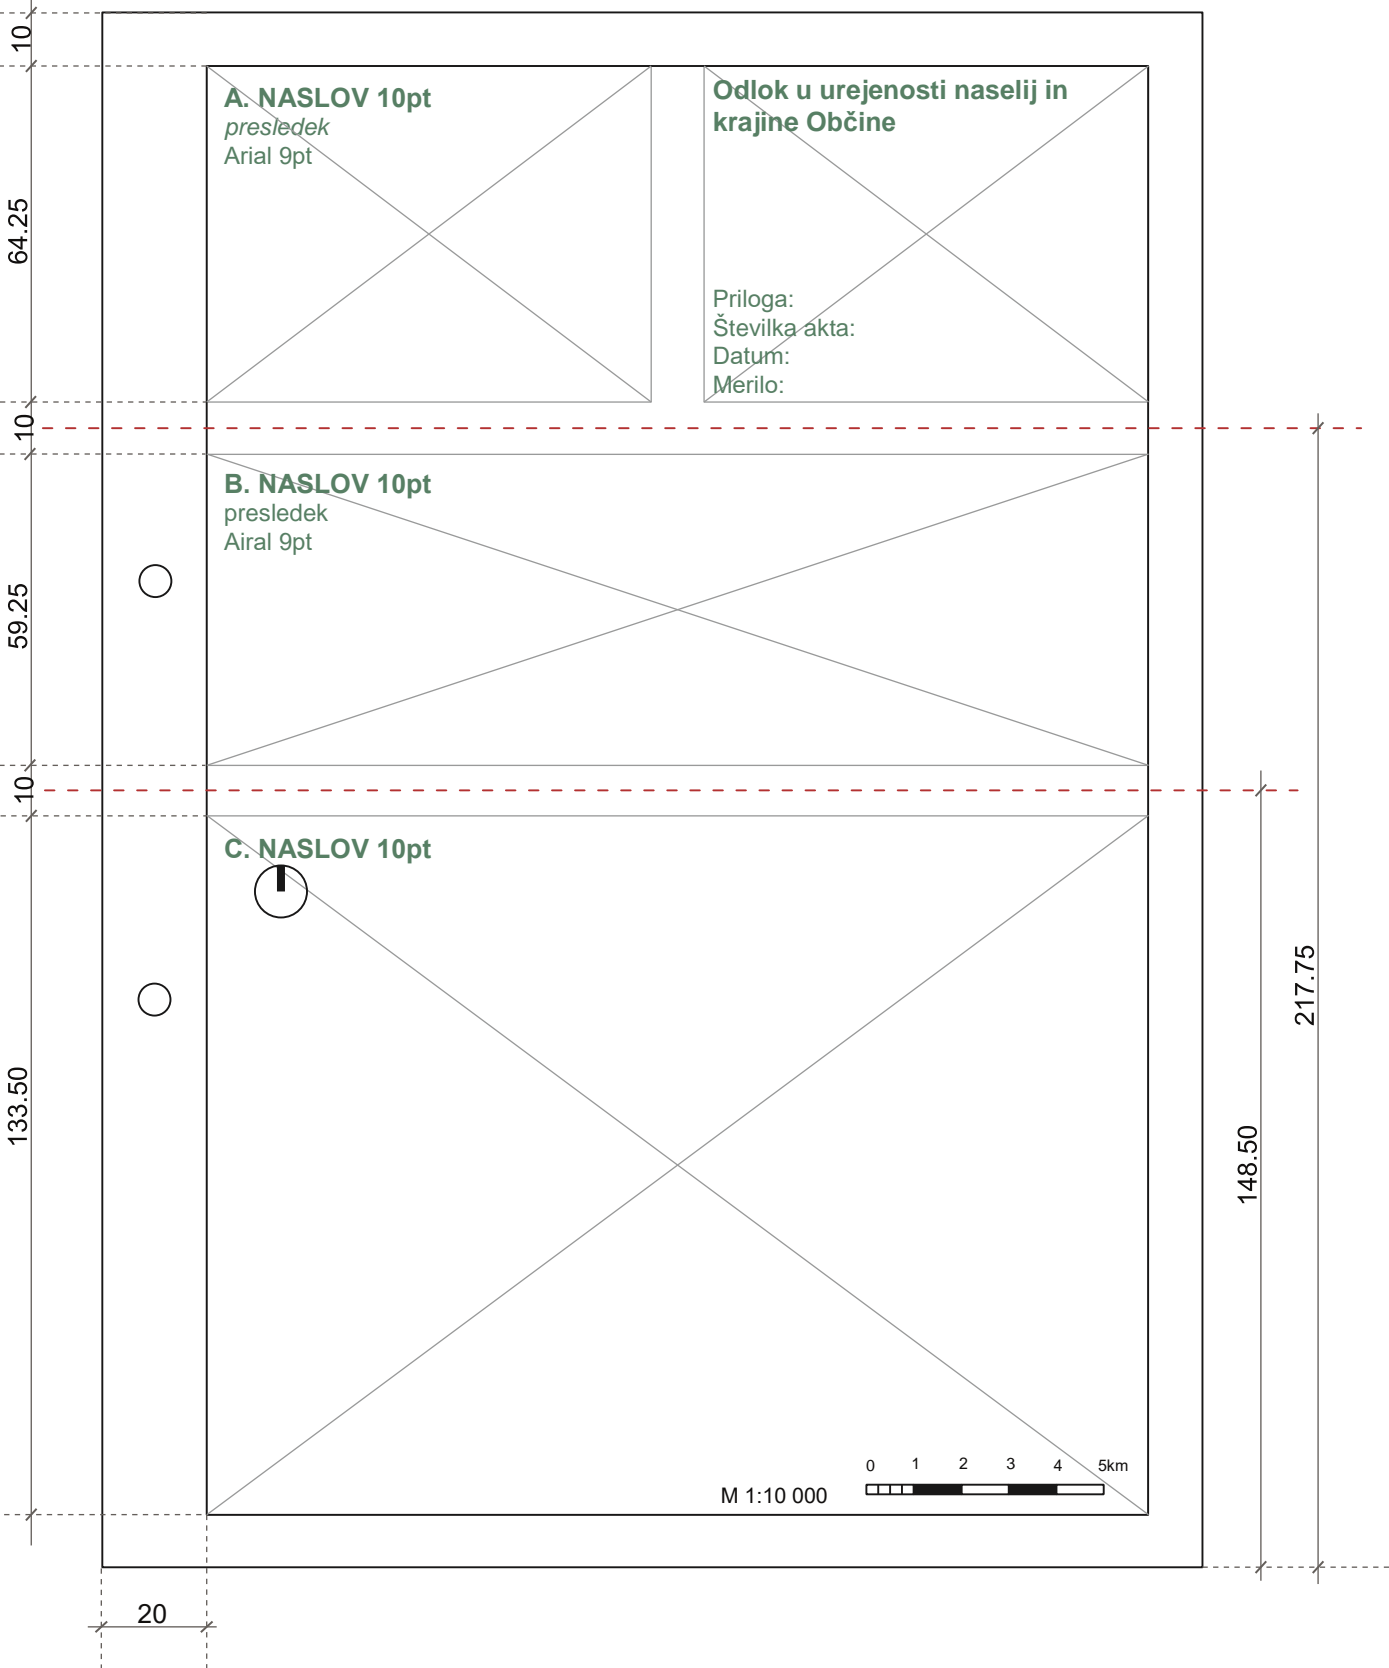 10
A. NASLOV 10pt
presledek
Arial 9pt
Odlok u urejenosti naselij in
krajine Občine
64.25
Priloga:
Številka akta:
Datum:
Merilo:
10
B. NASLOV 10pt
presledek
Airal 9pt
59.25
10
C. NASLOV 10pt
217.75
133.50
148.50
0 1 2 3 4 5km
M 1:10 000
20